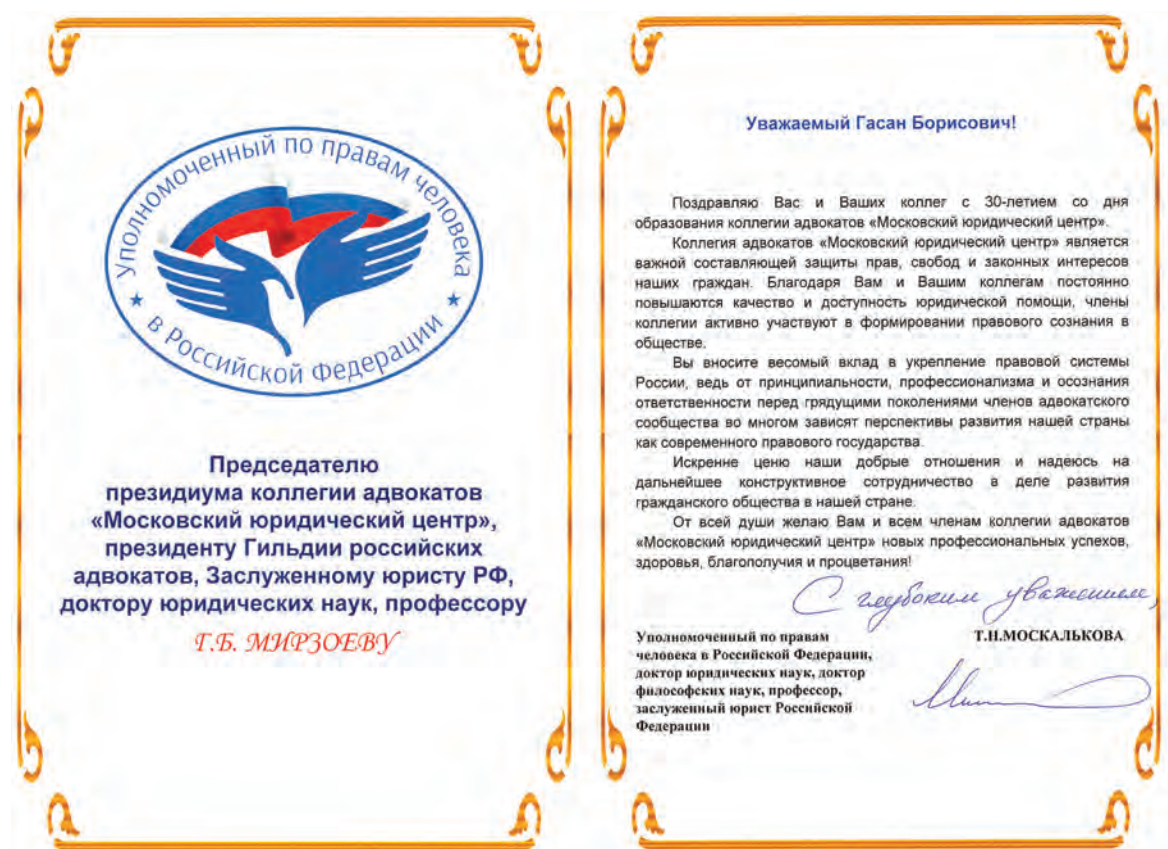 Уполномоченный по правам человека
в Российской Федерации
Председателю
президиума коллегии адвокатов
«Московский юридический центр»,
президенту Гильдии российских
адвокатов, Заслуженному юристу РФ,
доктору юридических наук, профессору
Г.Б. МИРЗОЕВУ
Уважаемый Гасан Борисович!
Поздравляю Вас и Ваших коллег с 30-летием со дня
образования коллегии адвокатов «Московский юридический центр».
Коллегия адвокатов «Московский юридический центр» является
важной составляющей защиты прав, свобод и законных интересов
наших граждан. Благодаря Вам и Вашим коллегам постоянно
повышаются качество и доступность юридической помощи, члены
коллегии активно участвуют в формировании правового сознания в
обществе.
Вы вносите весомый вклад в укрепление правовой системы
России, ведь от принципиальности, профессионализма и осознания
ответственности перед грядущими поколениями членов адвокатского
сообщества во многом зависят перспективы развития нашей страны
как современного правового государства.
Искренне ценю наши добрые отношения и надеюсь на
дальнейшее конструктивное сотрудничество в деле развития
гражданского общества в нашей стране.
От всей души желаю Вам и всем членам коллегии адвокатов
«Московский юридический центр» новых профессиональных успехов,
здоровья, благополучия и процветания!
С глубоким уважением,
Уполномоченный по правам
человека в Российской Федерации,
доктор юридических наук, доктор
философских наук, профессор,
заслуженный юрист Российской
Федерации
Т.Н.МОСКАЛЬКОВА